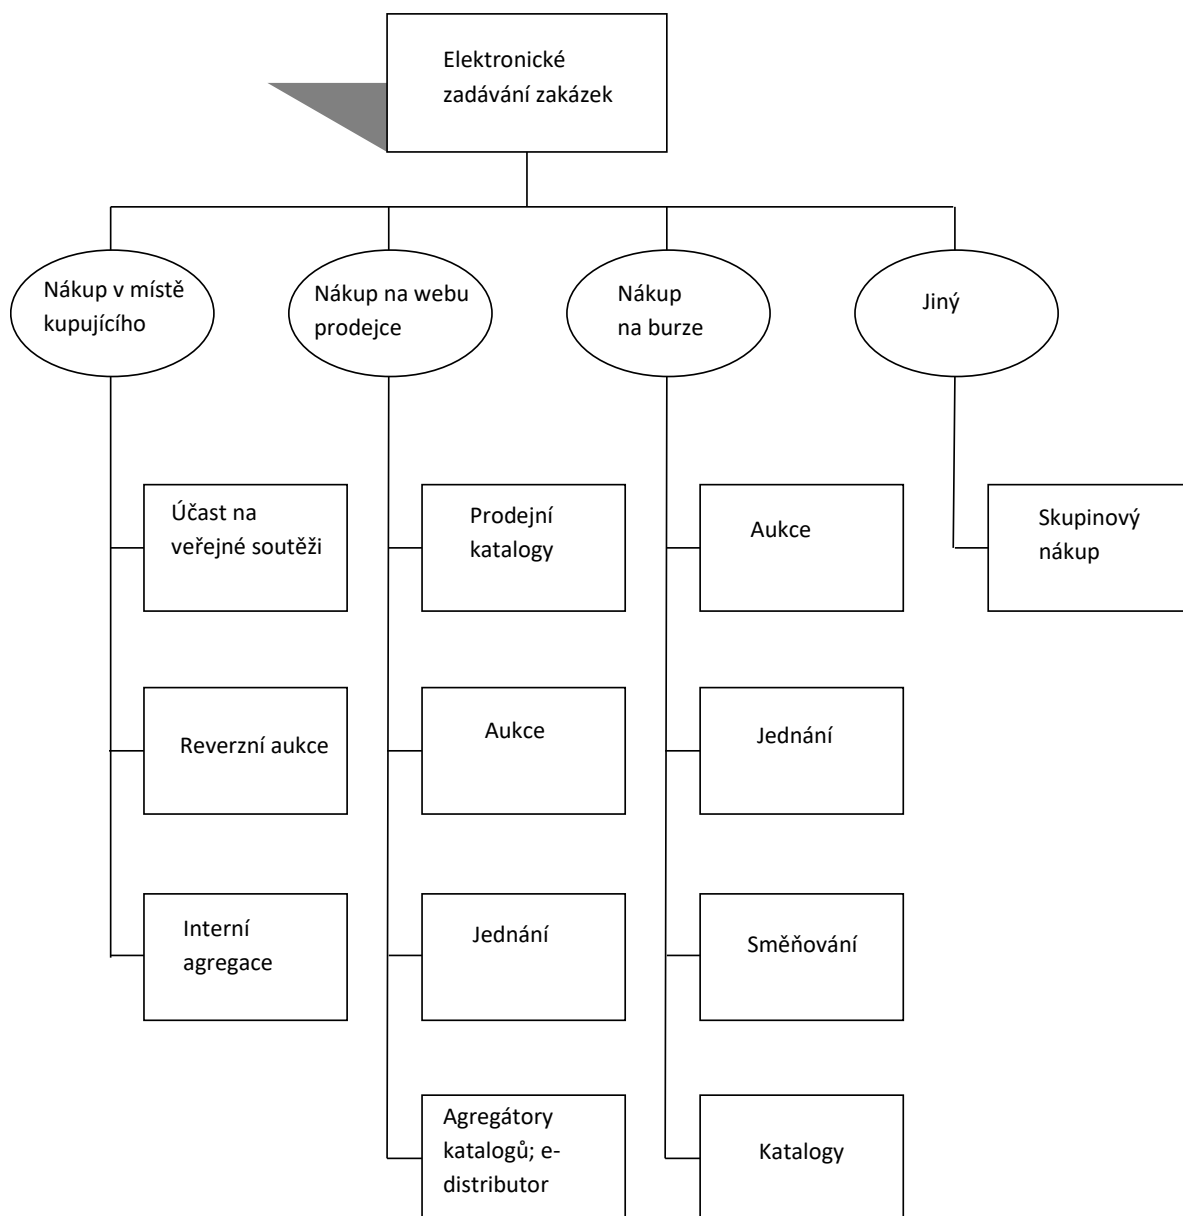 Elektronické
zadávání zakázek
Nákup v místě
kupujícího
Nákup na webu
prodejce
Nákup
na burze
Jiný
Účast na
veřejné soutěži
Prodejní
katalogy
Aukce
Skupinový
nákup
Reverzní aukce
Aukce
Jednání
Interní
agregace
Jednání
Směňování
Agregátory
katalogů; e-
distributor
Katalogy